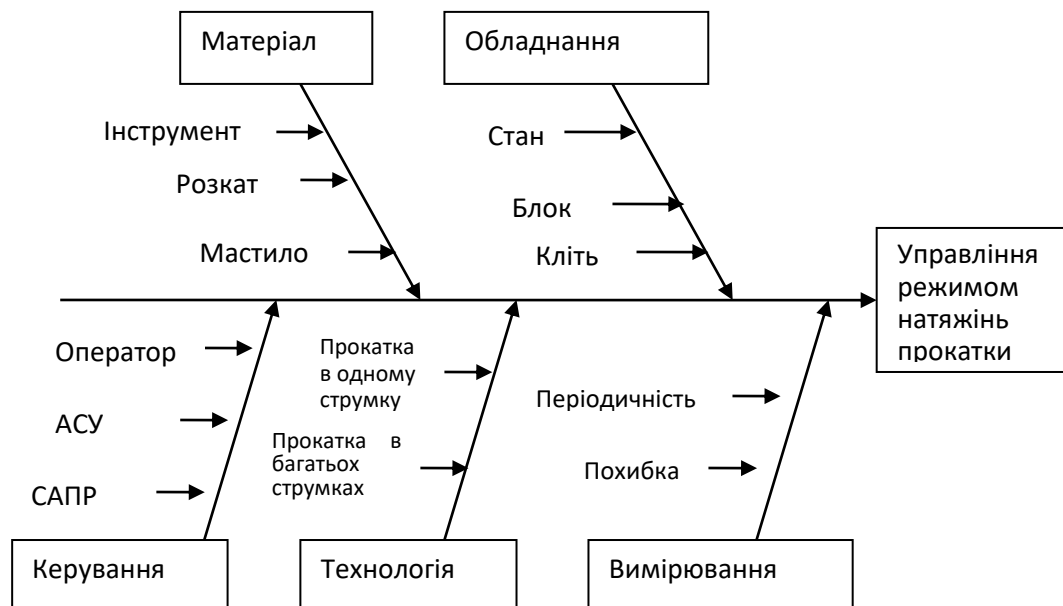 Матеріал
Обладнання
Інструмент
Стан
Розкат
Блок
Мастило
Кліть
Управління
режимом
натяжінь
прокатки
Оператор
Прокатка
в одному
струмку
Періодичність
АСУ
Прокатка в
багатьох
струмках
Похибка
САПР
Керування
Технологія
Вимірювання